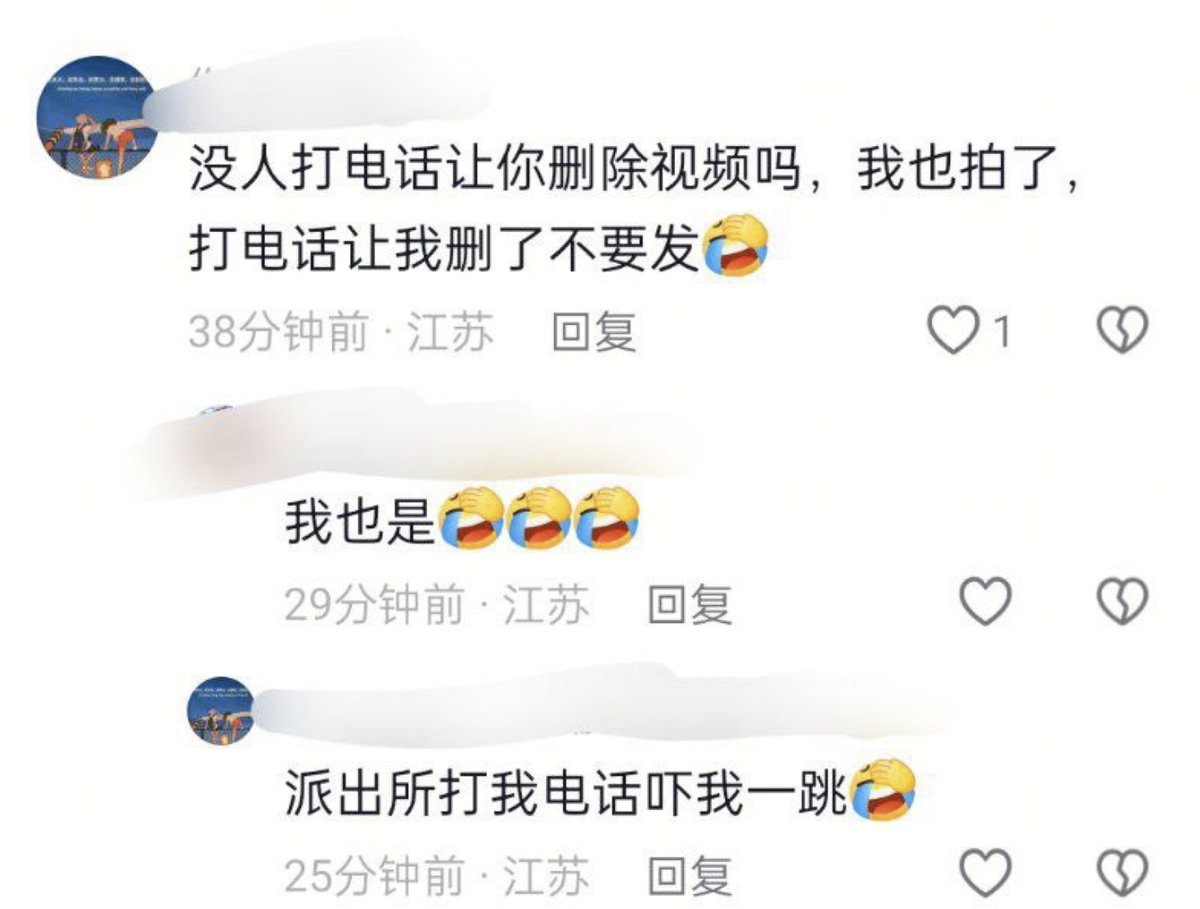 没人打电话让你删除视频吗，我也拍了，
打电话让我删了不要发🤣
38分钟前 · 江苏 回复 1
我也是🤣🤣🤣
29分钟前 · 江苏 回复
派出所打我电话吓我一跳🤣
25分钟前 · 江苏 回复